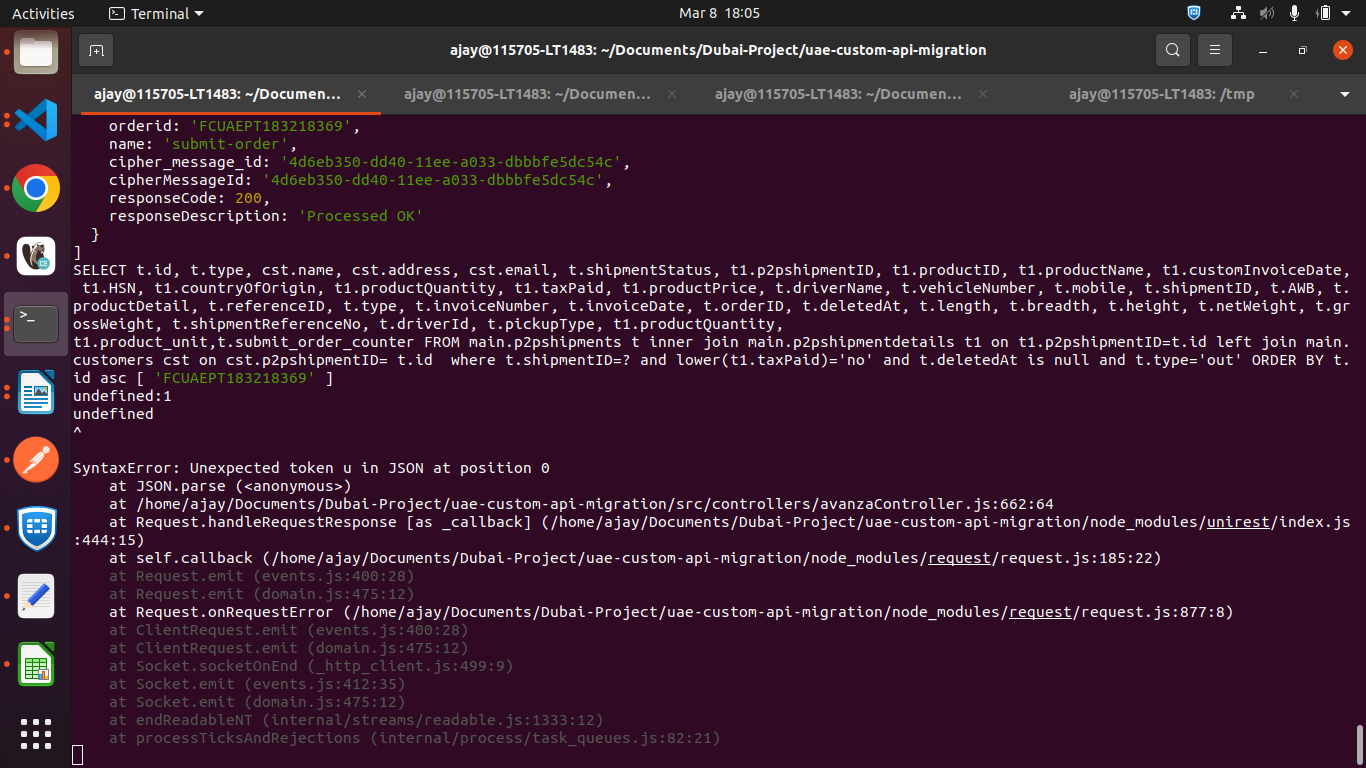 Activities
Terminal
Mar 8 18:05
ajay@115705-LT1483: ~/Documents/Dubai-Project/uae-custom-api-migration
ajay@115705-LT1483: ~/Documen...
ajay@115705-LT1483: ~/Documen...
ajay@115705-LT1483: ~/Documen...
ajay@115705-LT1483: /tmp
orderid: 'FCUAEPT183218369',
name: 'submit-order',
cipher_message_id: '4d6eb350-dd40-11ee-a033-dbbbfe5dc54c',
cipherMessageId: '4d6eb350-dd40-11ee-a033-dbbbfe5dc54c',
responseCode: 200,
responseDescription: 'Processed OK'
}
]
SELECT t.id, t.type, cst.name, cst.address, cst.email, t.shipmentStatus, t1.p2pshipmentID, t1.productID, t1.productName, t1.customInvoiceDate,
t1.HSN, t1.countryOfOrigin, t1.productQuantity, t1.taxPaid, t1.productPrice, t.driverName, t.vehicleNumber, t.mobile, t.shipmentID, t.AWB, t.
productDetail, t.referenceID, t.type, t.invoiceNumber, t.invoiceDate, t.orderID, t.deletedAt, t.length, t.breadth, t.height, t.netWeight, t.gr
ossWeight, t.shipmentReferenceNo, t.driverId, t.pickupType, t1.productQuantity,
t1.product_unit,t.submit_order_counter FROM main.p2pshipments t inner join main.p2pshipmentdetails t1 on t1.p2pshipmentID=t.id left join main.
customers cst on cst.p2pshipmentID= t.id  where t.shipmentID=? and lower(t1.taxPaid)='no' and t.deletedAt is null and t.type='out' ORDER BY t.
id asc [ 'FCUAEPT183218369' ]
undefined:1
undefined
^
SyntaxError: Unexpected token u in JSON at position 0
at JSON.parse (<anonymous>)
at /home/ajay/Documents/Dubai-Project/uae-custom-api-migration/src/controllers/avanzaController.js:662:64
at Request.handleRequestResponse [as _callback] (/home/ajay/Documents/Dubai-Project/uae-custom-api-migration/node_modules/unirest/index.js
:444:15)
at self.callback (/home/ajay/Documents/Dubai-Project/uae-custom-api-migration/node_modules/request/request.js:185:22)
at Request.emit (events.js:400:28)
at Request.emit (domain.js:475:12)
at Request.onRequestError (/home/ajay/Documents/Dubai-Project/uae-custom-api-migration/node_modules/request/request.js:877:8)
at ClientRequest.emit (events.js:400:28)
at ClientRequest.emit (domain.js:475:12)
at Socket.socketOnEnd (_http_client.js:499:9)
at Socket.emit (events.js:412:35)
at Socket.emit (domain.js:475:12)
at endReadableNT (internal/streams/readable.js:1333:12)
at processTicksAndRejections (internal/process/task_queues.js:82:21)